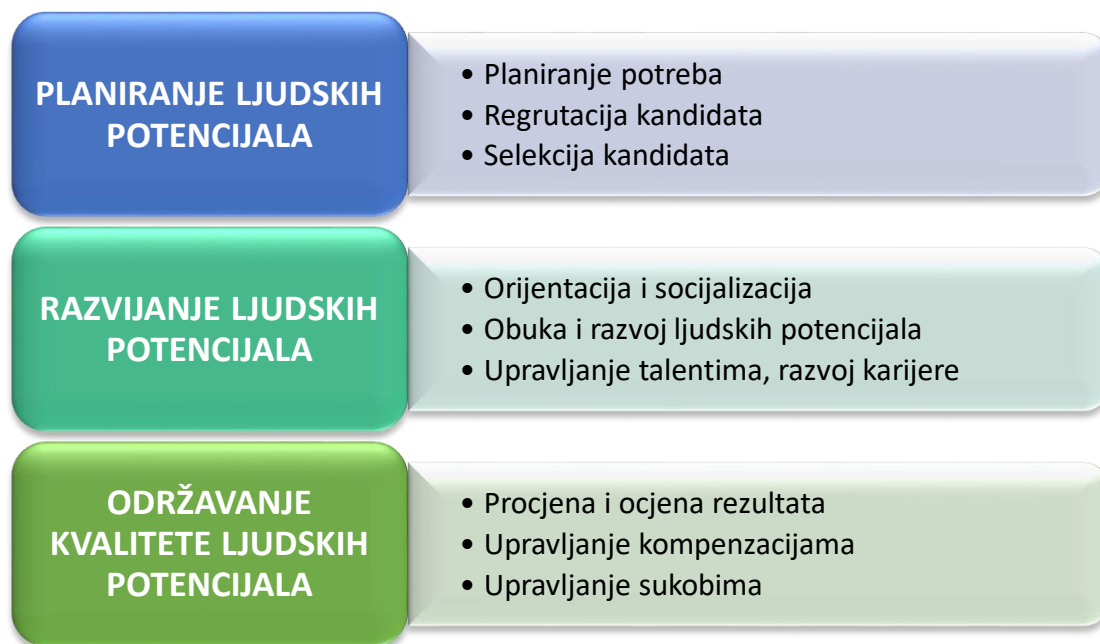 PLANIRANJE LJUDSKIH
POTENCIJALA
• Planiranje potreba
• Regrutacija kandidata
• Selekcija kandidata
RAZVIJANJE LJUDSKIH
POTENCIJALA
• Orijentacija i socijalizacija
• Obuka i razvoj ljudskih potencijala
• Upravljanje talentima, razvoj karijere
ODRŽAVANJE
KVALITETE LJUDSKIH
POTENCIJALA
• Procjena i ocjena rezultata
• Upravljanje kompenzacijama
• Upravljanje sukobima